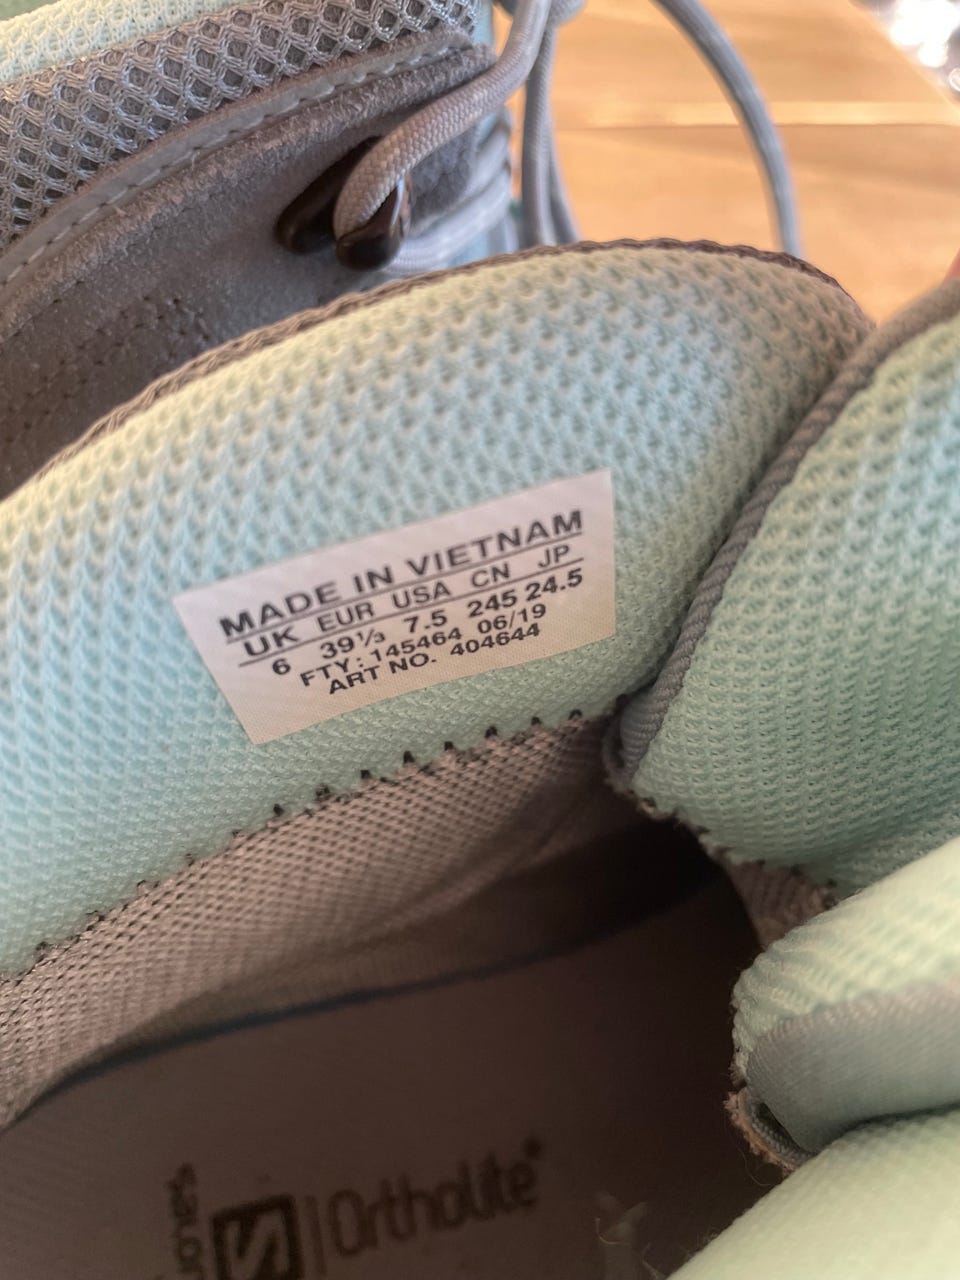 MADE IN VIETNAM
UK EUR USA CN JP
6 39⅓ 7.5 245 24.5
FTY: 145464 06/19
ART NO. 404644
S | Ortholite®